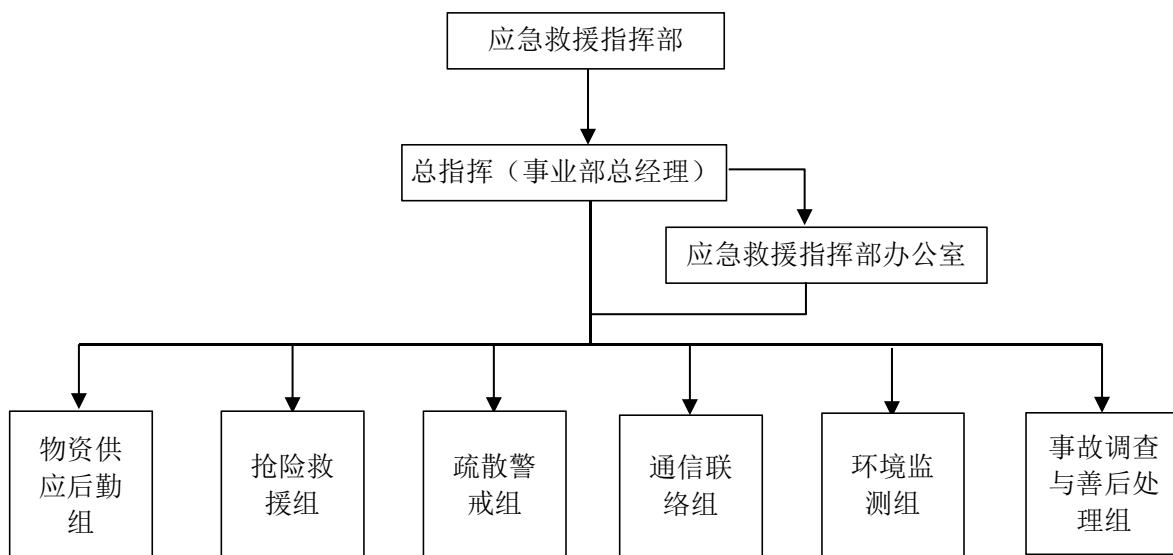 应急救援指挥部
总指挥（事业部总经理）
应急救援指挥部办公室
物资供
应后勤
组
抢险救
援组
疏散警
戒组
通信联
络组
环境监
测组
事故调查
与善后处
理组